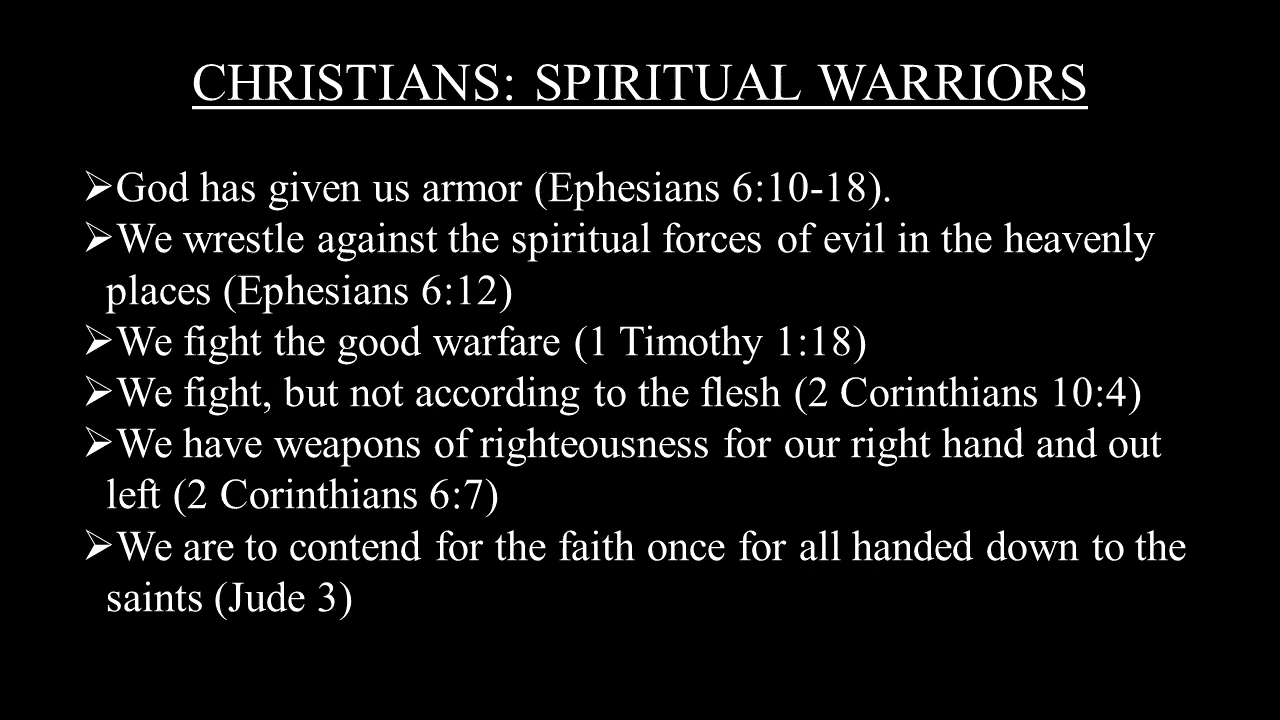 CHRISTIANS: SPIRITUAL WARRIORS
➢God has given us armor (Ephesians 6:10-18).
➢We wrestle against the spiritual forces of evil in the heavenly
places (Ephesians 6:12)
➢We fight the good warfare (1 Timothy 1:18)
➢We fight, but not according to the flesh (2 Corinthians 10:4)
➢We have weapons of righteousness for our right hand and out
left (2 Corinthians 6:7)
➢We are to contend for the faith once for all handed down to the
saints (Jude 3)